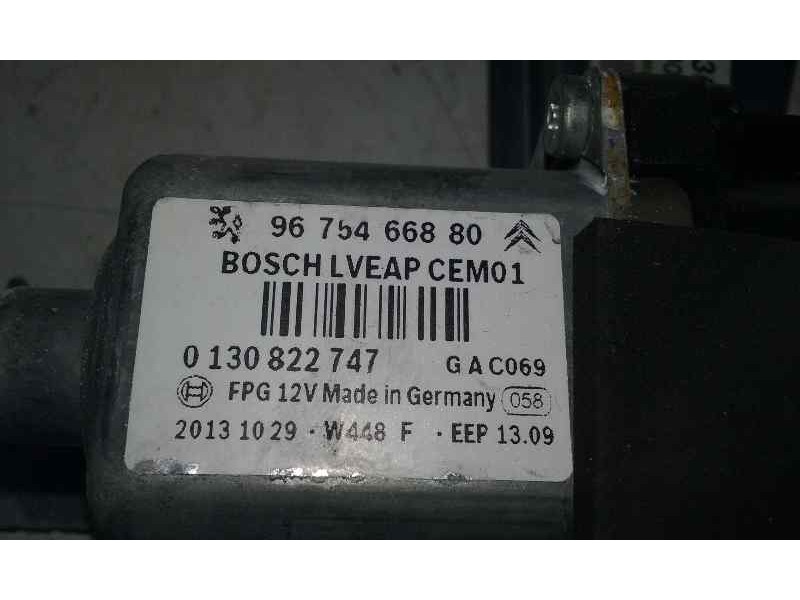 96 754 668 80
BOSCH LVEAP CEM01
0 130 822 747 G A C069
FPG 12V Made in Germany 058
2013 10 29 · W448 F · EEP 13.09